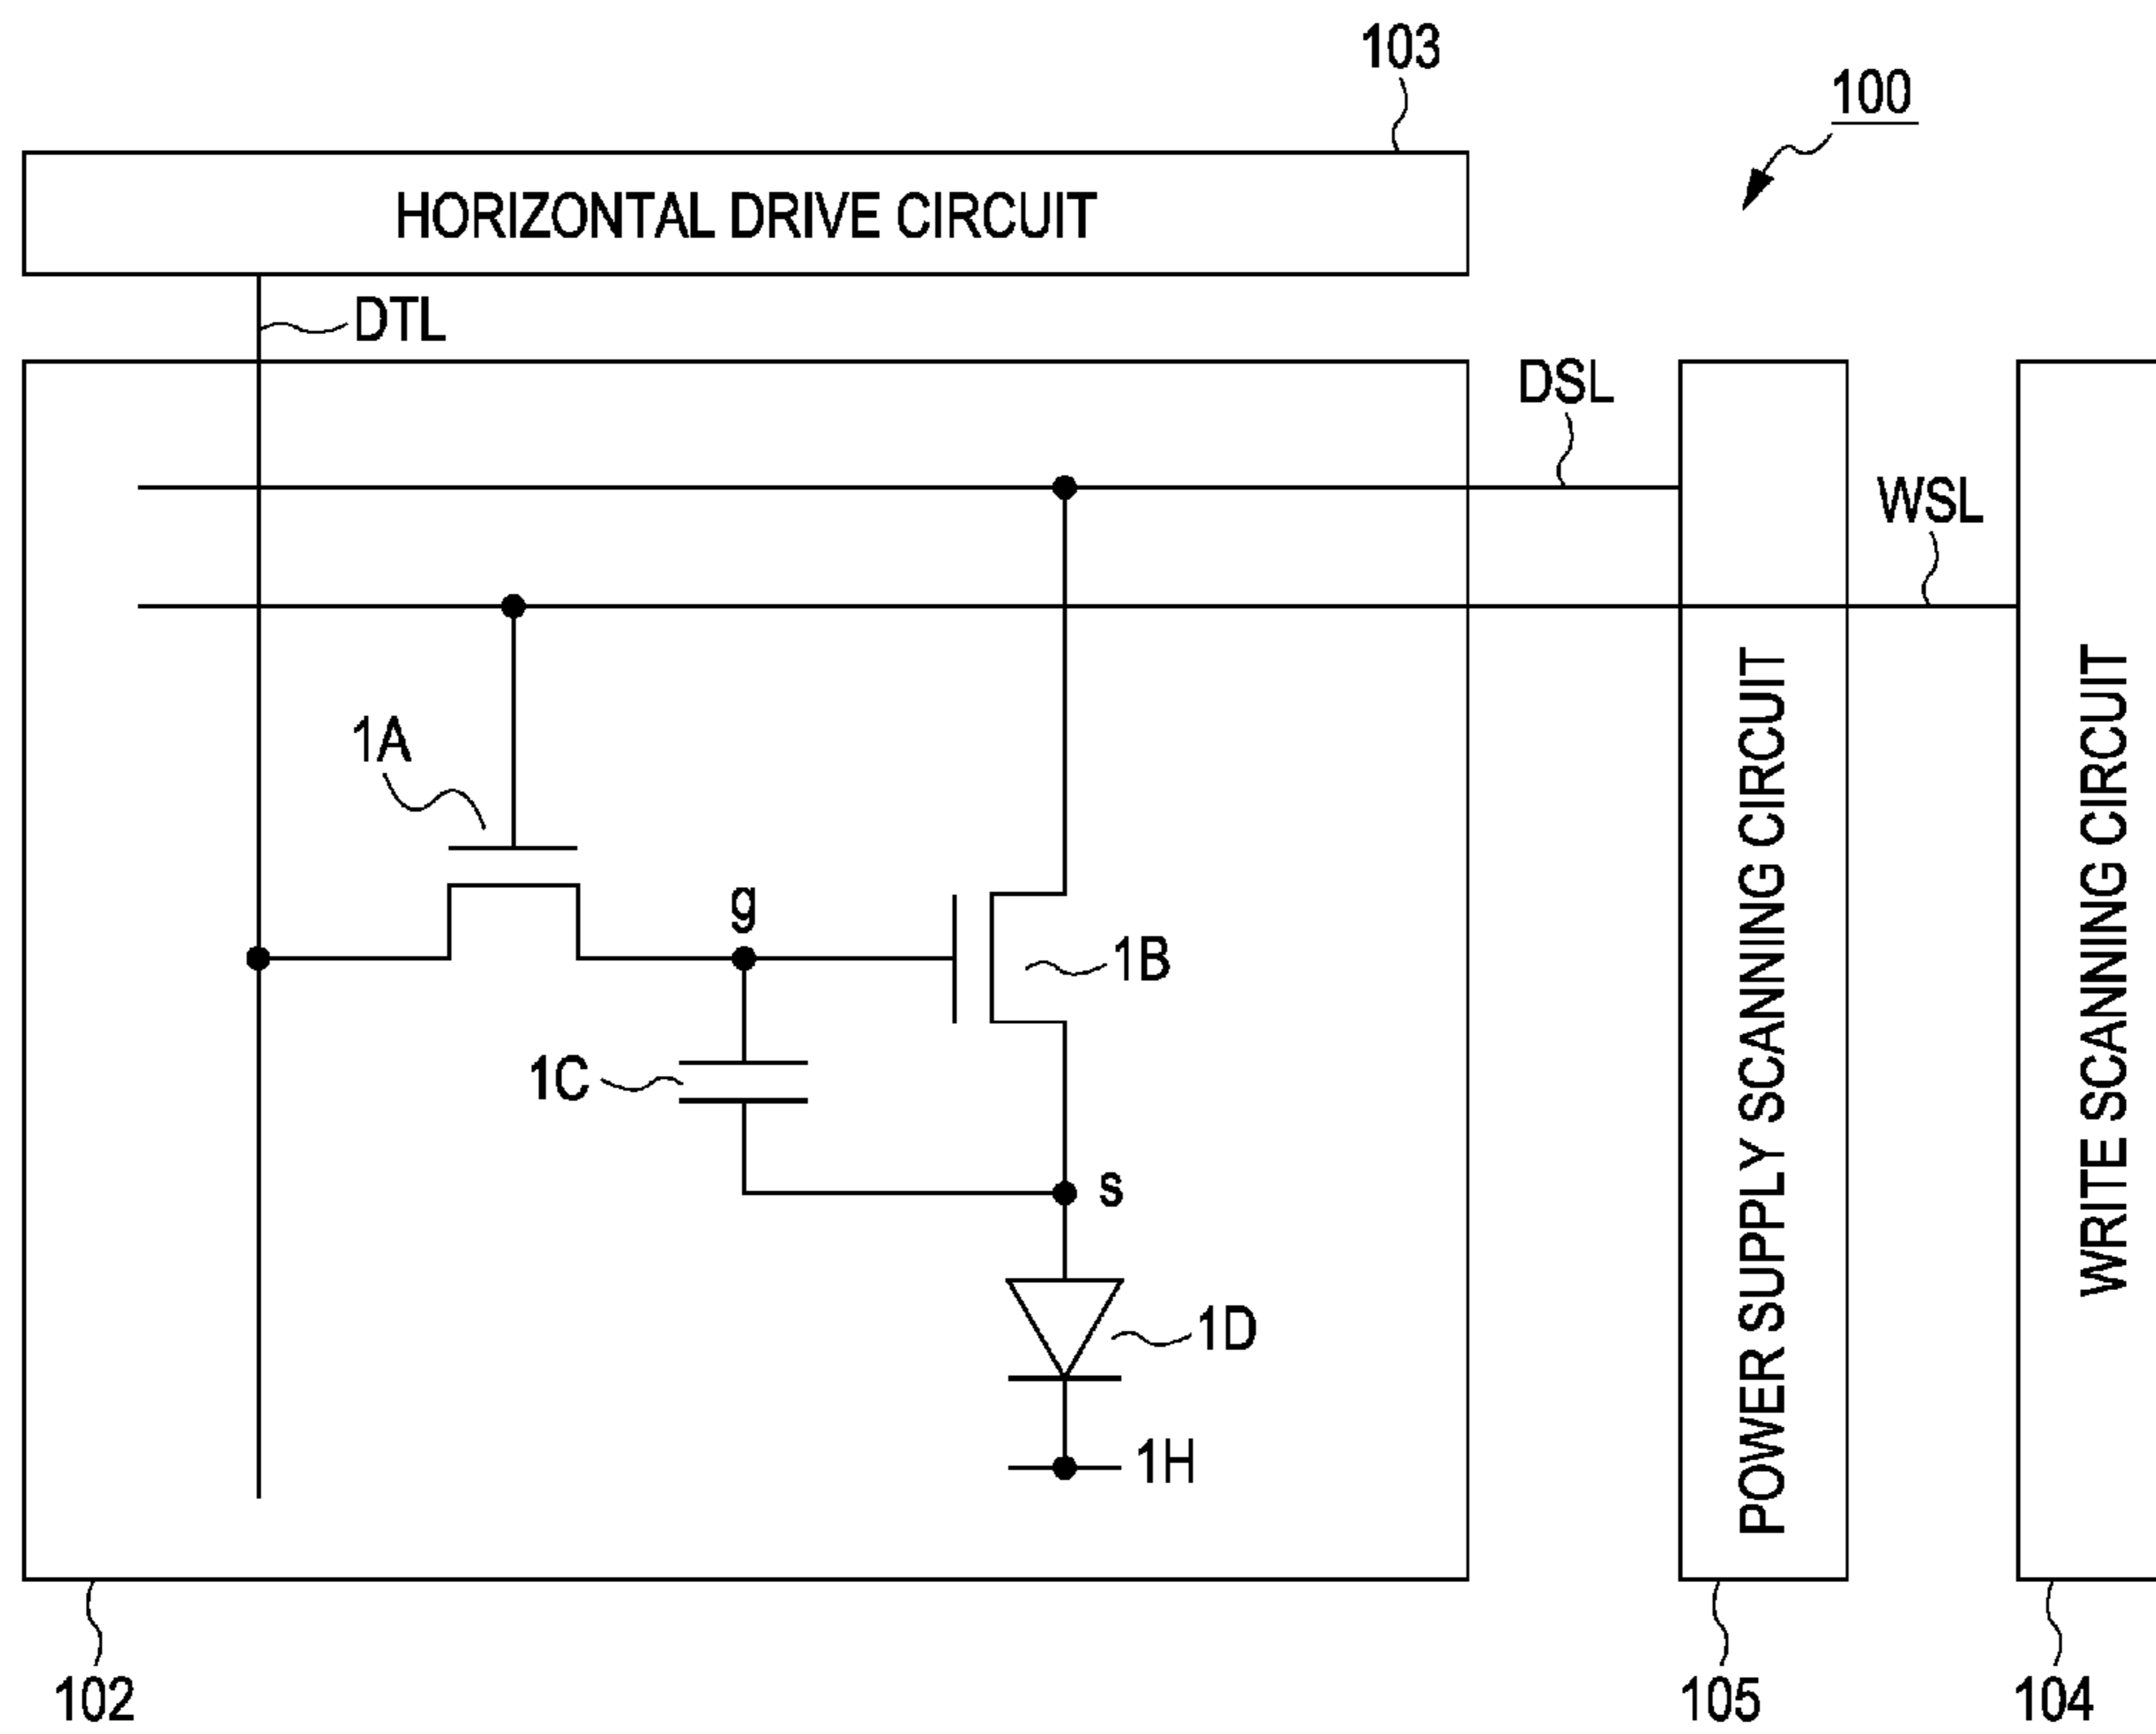 103
100
HORIZONTAL DRIVE CIRCUIT
DTL
DSL
WSL
1A
g
1B
1C
s
1D
1H
POWER SUPPLY SCANNING CIRCUIT
WRITE SCANNING CIRCUIT
102
105
104